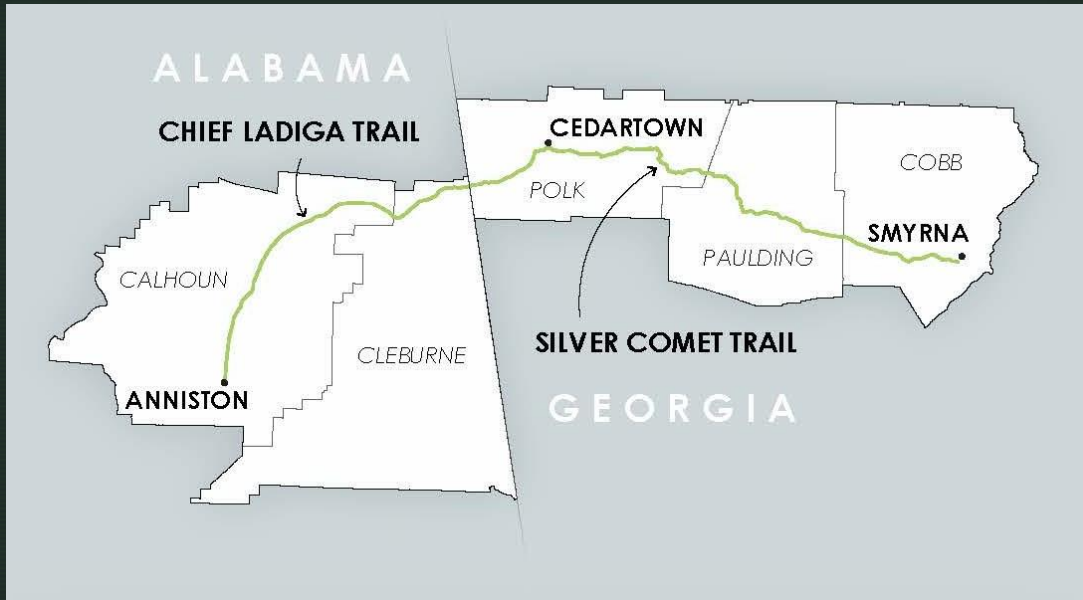 ALABAMA
CHIEF LADIGA TRAIL
CEDARTOWN
COBB
POLK
SMYRNA
PAULDING
CALHOUN
SILVER COMET TRAIL
CLEBURNE
ANNISTON
GEORGIA